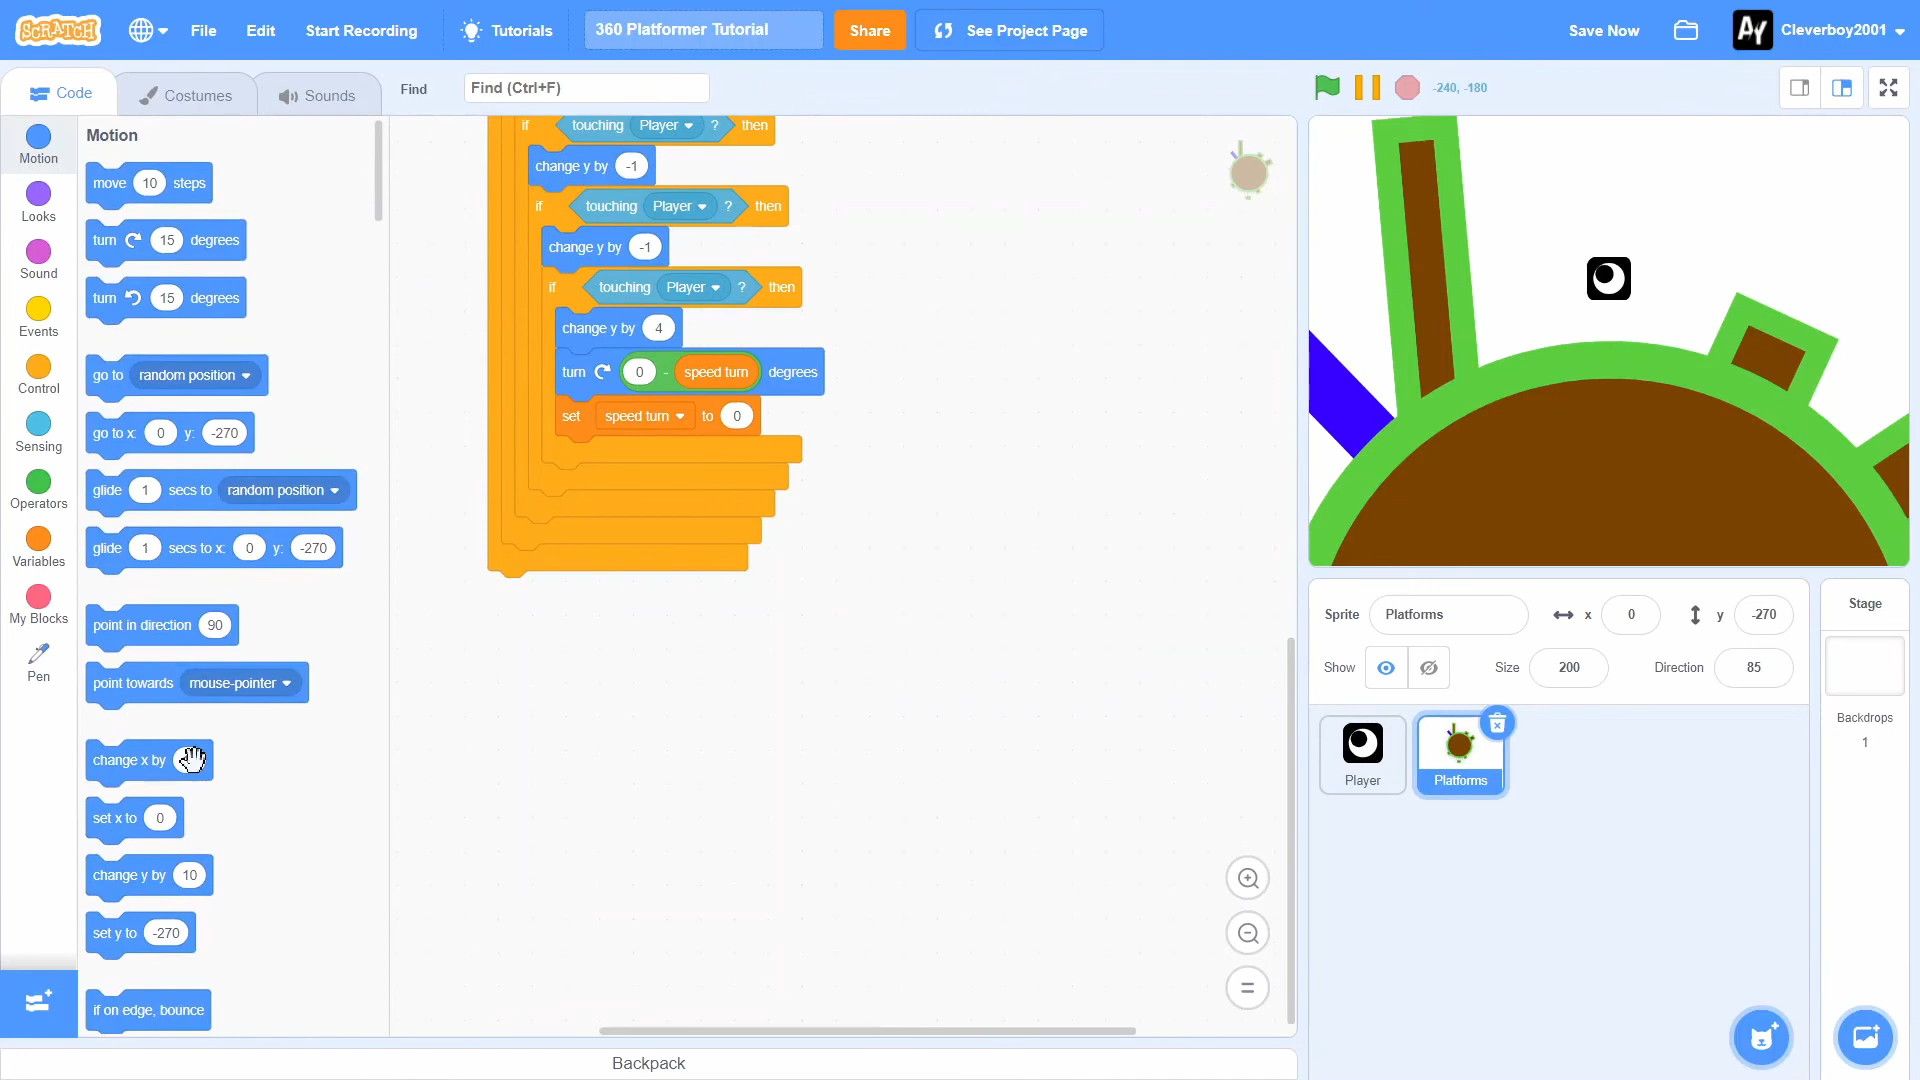 SCRATCH File Edit Start Recording Tutorials 360 Platformer Tutorial Share See Project Page Save Now Ay Cleverboy2001
Code Costumes Sounds Find Find (Ctrl+F) -240, -180
Motion
Looks
Sound
Events
Control
Sensing
Operators
Variables
My Blocks
Pen
Motion
move 10 steps
turn 15 degrees
turn 15 degrees
go to random position
go to x: 0 y: -270
glide 1 secs to random position
glide 1 secs to x: 0 y: -270
point in direction 90
point towards mouse-pointer
change x by
set x to 0
change y by 10
set y to -270
if on edge, bounce
if touching Player ? then
change y by -1
if touching Player ? then
change y by -1
if touching Player ? then
change y by 4
turn 0 - speed turn degrees
set speed turn to 0
Sprite Platforms x 0 y -270
Show Size 200 Direction 85
Player
Platforms
Stage
Backdrops
1
Backpack